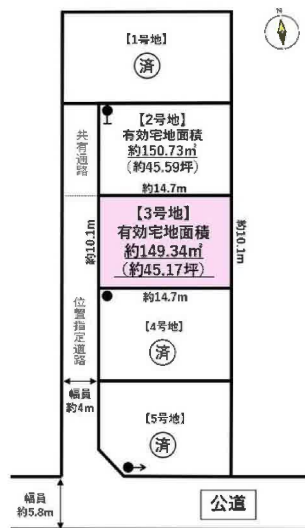 N
【1号地】
済
【2号地】
有効宅地面積
約150.73㎡
（約45.59坪）
約14.7m
共有通路
【3号地】
有効宅地面積
約149.34㎡
（約45.17坪）
約10.1m
約10.1m
約14.7m
【4号地】
済
位置指定道路
幅員
約4m
【5号地】
済
幅員
約5.8m
公道